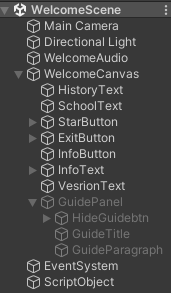 WelcomeScene
Main Camera
Directional Light
WelcomeAudio
WelcomeCanvas
HistoryText
SchoolText
StarButton
ExitButton
InfoButton
InfoText
VesrionText
GuidePanel
HideGuidebtn
GuideTitle
GuideParagraph
EventSystem
ScriptObject